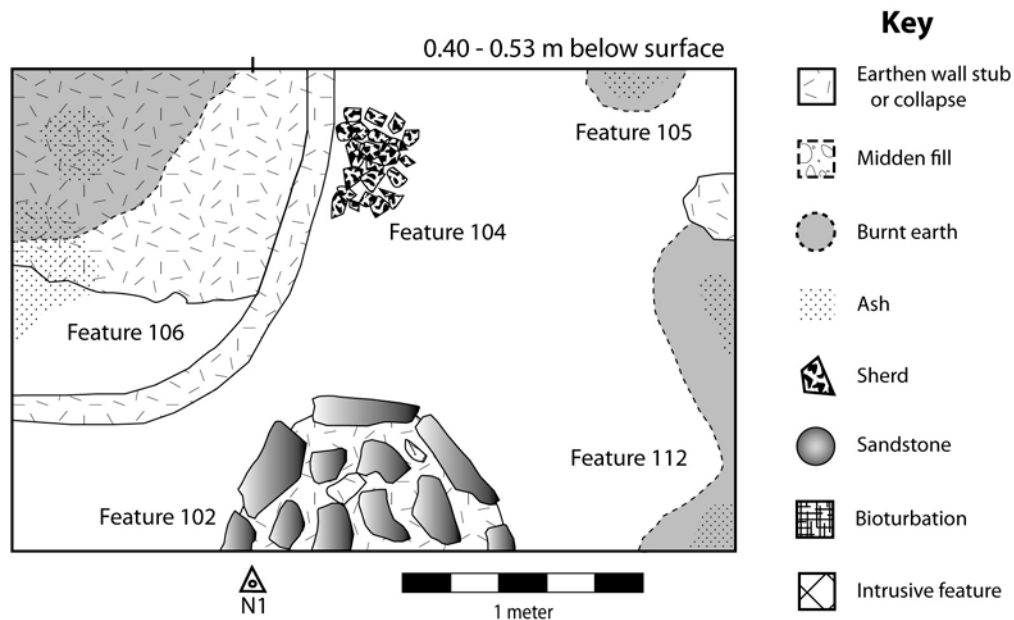 0.40 - 0.53 m below surface
Feature 105
Feature 104
Feature 106
Feature 112
Feature 102
N1
1 meter
Key
Earthen wall stub
or collapse
Midden fill
Burnt earth
Ash
Sherd
Sandstone
Bioturbation
Intrusive feature